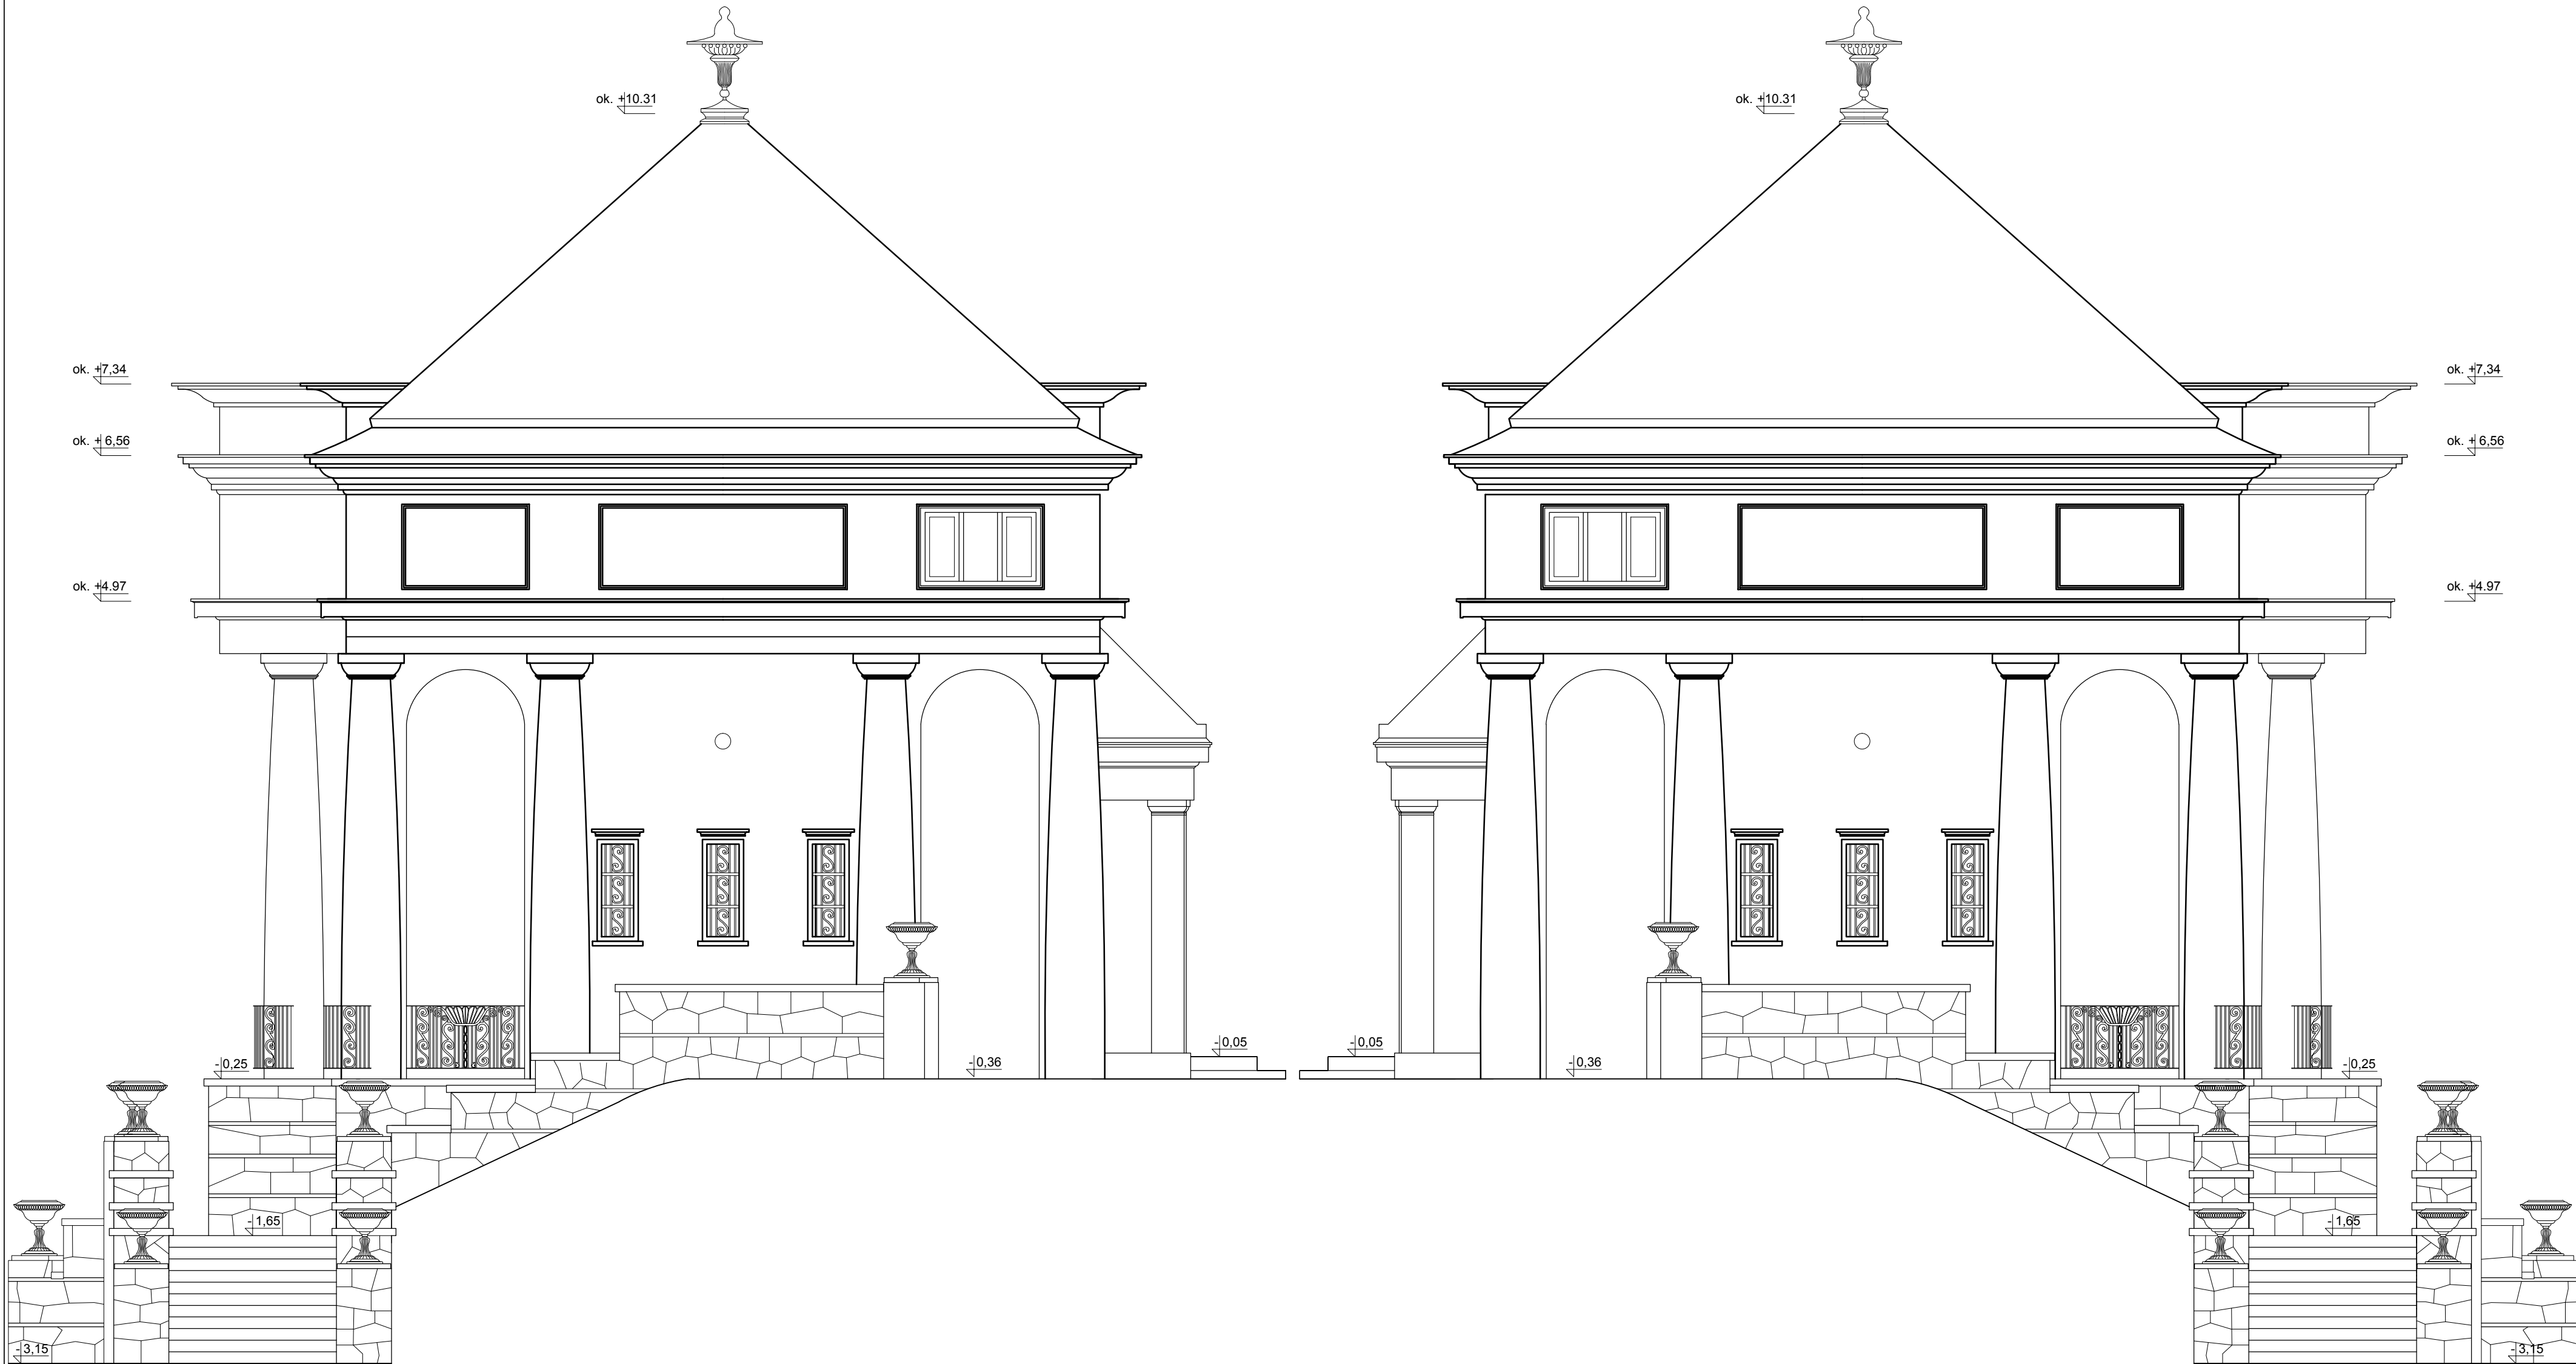 ok. +10.31
ok. +10.31
ok. +7,34
ok. +7,34
ok. + 6,56
ok. + 6,56
ok. +4.97
ok. +4.97
- 0,25
- 0,36
- 0,05
- 0,05
- 0,36
- 0,25
- 1,65
- 1,65
- 3,15
- 3,15